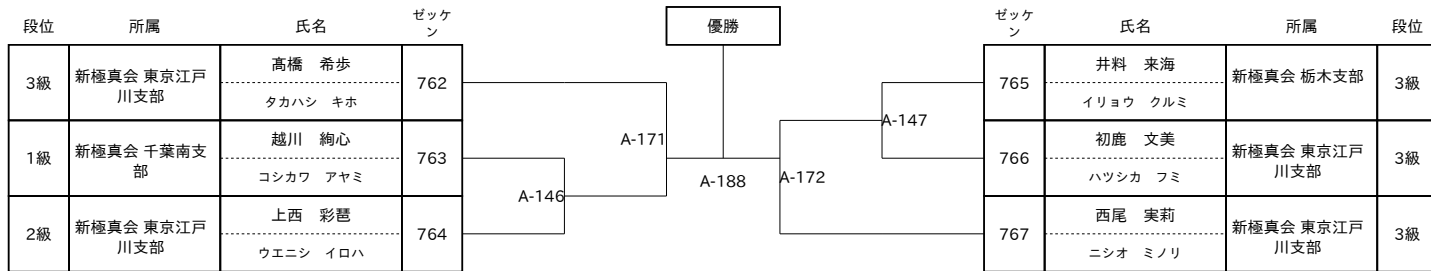 段位 所属 氏名 ゼッケン 優勝 ゼッケン 氏名 所属 段位
3級 新極真会 東京江戸川支部 髙橋 希歩 762
タカハシ キホ
1級 新極真会 千葉南支部 越川 絢心 763
コシカワ アヤミ
2級 新極真会 東京江戸川支部 上西 彩琶 764
ウエニシ イロハ
A-171
A-146
A-188
A-172
A-147
765 井料 来海 新極真会 栃木支部 3級
イリョウ クルミ
766 初鹿 文美 新極真会 東京江戸川支部 3級
ハツシカ フミ
767 西尾 実莉 新極真会 東京江戸川支部 3級
ニシオ ミノリ